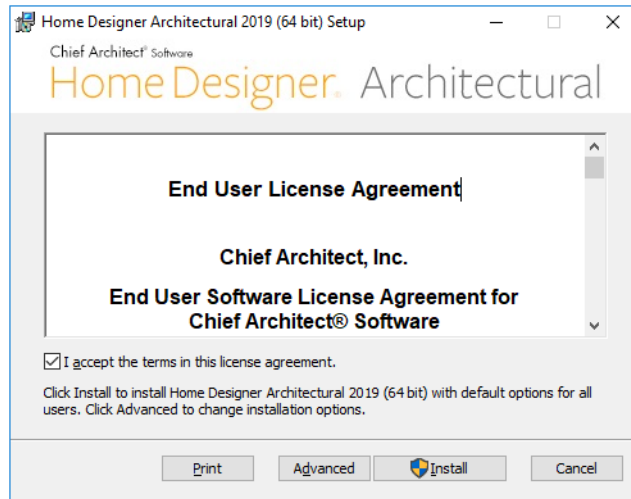 Home Designer Architectural 2019 (64 bit) Setup
Chief Architect® Software
Home Designer® Architectural
End User License Agreement
Chief Architect, Inc.
End User Software License Agreement for
Chief Architect® Software
I accept the terms in this license agreement.
Click Install to install Home Designer Architectural 2019 (64 bit) with default options for all
users. Click Advanced to change installation options.
Print Advanced Install Cancel